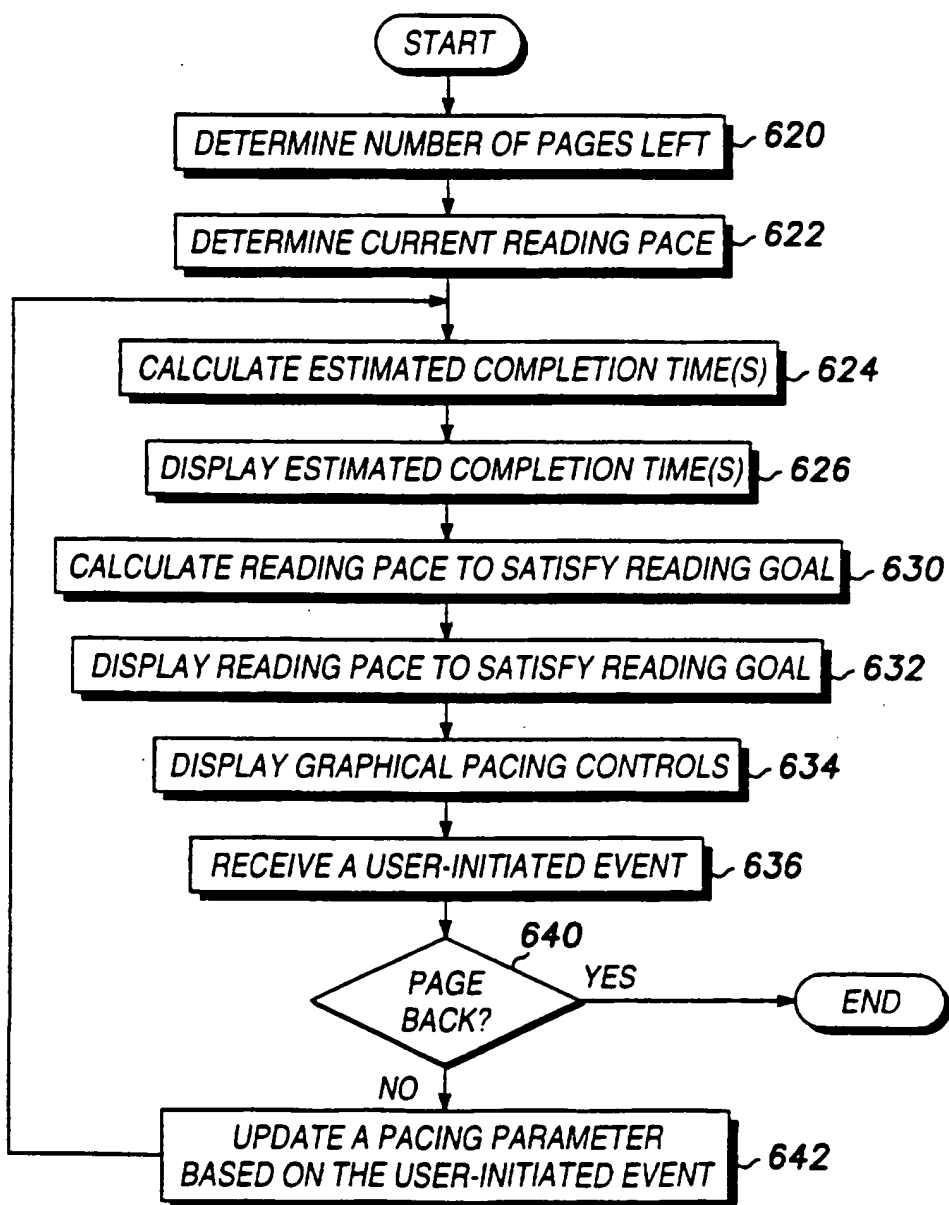 START
DETERMINE NUMBER OF PAGES LEFT 620
DETERMINE CURRENT READING PACE 622
CALCULATE ESTIMATED COMPLETION TIME(S) 624
DISPLAY ESTIMATED COMPLETION TIME(S) 626
CALCULATE READING PACE TO SATISFY READING GOAL 630
DISPLAY READING PACE TO SATISFY READING GOAL 632
DISPLAY GRAPHICAL PACING CONTROLS 634
RECEIVE A USER-INITIATED EVENT 636
640
PAGE
BACK?
YES
END
NO
UPDATE A PACING PARAMETER
BASED ON THE USER-INITIATED EVENT 642